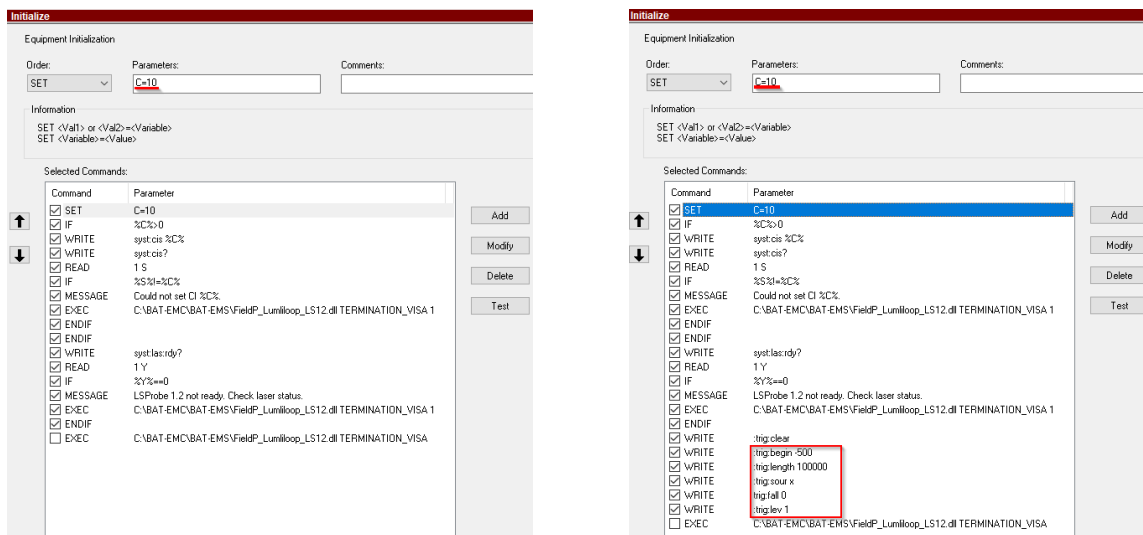 Initialize
Equipment Initialization
Order: Parameters: Comments:
SET C=10
Information
SET <Val1> or <Val2>=<Variable>
SET <Variable>=<Value>
Selected Commands:
Command Parameter
SET C=10
IF %C%>0
WRITE syst:cis %C%
WRITE syst:cis?
READ 1 S
IF %S%!=%C%
MESSAGE Could not set CI %C%.
EXEC C:\BAT-EMC\BAT-EMS\FieldP_Lumiloop_LS12.dll TERMINATION_VISA 1
ENDIF
ENDIF
WRITE syst:las:rdy?
READ 1 Y
IF %Y%==0
MESSAGE LSProbe 1.2 not ready. Check laser status.
EXEC C:\BAT-EMC\BAT-EMS\FieldP_Lumiloop_LS12.dll TERMINATION_VISA 1
ENDIF
EXEC C:\BAT-EMC\BAT-EMS\FieldP_Lumiloop_LS12.dll TERMINATION_VISA
Add
Modify
Delete
Test
Initialize
Equipment Initialization
Order: Parameters: Comments:
SET C=10
Information
SET <Val1> or <Val2>=<Variable>
SET <Variable>=<Value>
Selected Commands:
Command Parameter
SET C=10
IF %C%>0
WRITE syst:cis %C%
WRITE syst:cis?
READ 1 S
IF %S%!=%C%
MESSAGE Could not set CI %C%.
EXEC C:\BAT-EMC\BAT-EMS\FieldP_Lumiloop_LS12.dll TERMINATION_VISA 1
ENDIF
ENDIF
WRITE syst:las:rdy?
READ 1 Y
IF %Y%==0
MESSAGE LSProbe 1.2 not ready. Check laser status.
EXEC C:\BAT-EMC\BAT-EMS\FieldP_Lumiloop_LS12.dll TERMINATION_VISA 1
ENDIF
WRITE :trig:clear
WRITE :trig:begin -500
WRITE :trig:length 100000
WRITE :trig:sour x
WRITE trig:fall 0
WRITE :trig:lev 1
EXEC C:\BAT-EMC\BAT-EMS\FieldP_Lumiloop_LS12.dll TERMINATION_VISA
Add
Modify
Delete
Test